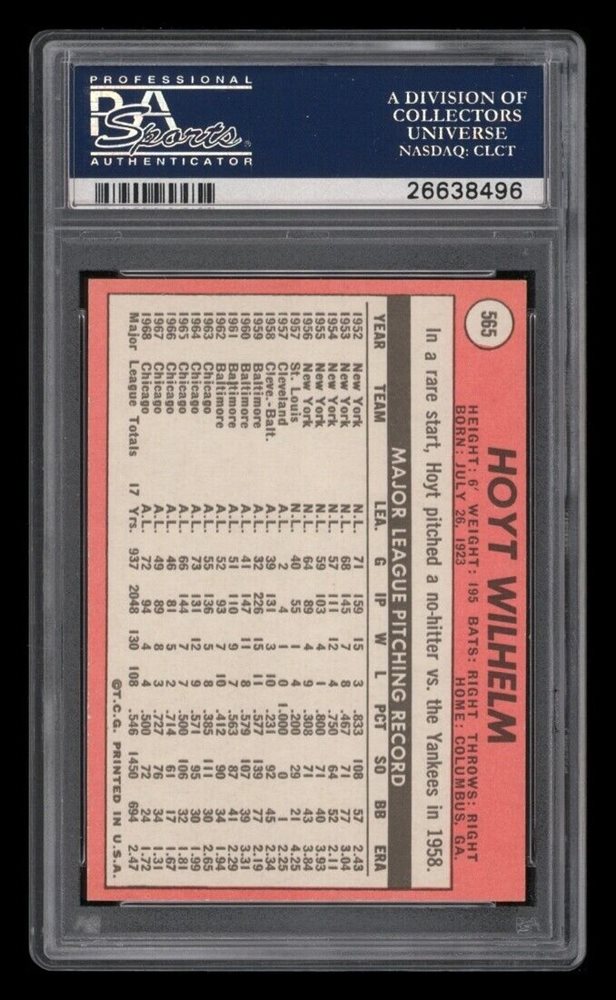 PROFESSIONAL
PSA
Sports®
AUTHENTICATOR
A DIVISION OF
COLLECTORS
UNIVERSE
NASDAQ: CLCT
26638496
565
HOYT WILHELM
HEIGHT: 6' WEIGHT: 195 BATS: RIGHT THROWS: RIGHT
BORN: JULY 26, 1923 HOME: COLUMBUS, GA.
In a rare start, Hoyt pitched a no-hitter vs. the Yankees in 1958.
MAJOR LEAGUE PITCHING RECORD
YEAR TEAM LEA. G IP W L PCT SO BB ERA
1952 New York N.L. 71 159 15 3 .833 108 57 2.43
1953 New York N.L. 68 145 7 8 .467 71 77 3.04
1954 New York N.L. 57 111 12 4 .750 64 52 2.11
1955 New York N.L. 59 103 4 1 .800 71 40 3.93
1956 New York N.L. 64 89 4 9 .308 71 43 3.84
1957 St. Louis N.L. 40 55 1 4 .200 29 21 4.25
1957 Cleveland A.L. 2 4 1 0 1.000 0 1 2.25
1958 Cleve.-Balt. A.L. 39 131 3 10 .231 92 45 2.34
1959 Baltimore A.L. 32 226 15 11 .577 139 77 2.19
1960 Baltimore A.L. 41 147 11 8 .579 107 39 3.31
1961 Baltimore A.L. 51 110 9 7 .563 87 41 2.29
1962 Baltimore A.L. 52 93 7 10 .412 90 34 1.94
1963 Chicago A.L. 55 136 5 8 .385 111 30 2.65
1964 Chicago A.L. 73 131 12 9 .571 95 30 1.99
1965 Chicago A.L. 66 144 7 7 .500 106 32 1.81
1966 Chicago A.L. 46 81 5 2 .714 61 17 1.67
1967 Chicago A.L. 49 89 8 3 .727 76 34 1.31
1968 Chicago A.L. 72 94 4 4 .500 72 24 1.72
Major League Totals 17 Yrs. 937 2048 130 108 .546 1450 694 2.47
©T.C.G. PRINTED IN U.S.A.